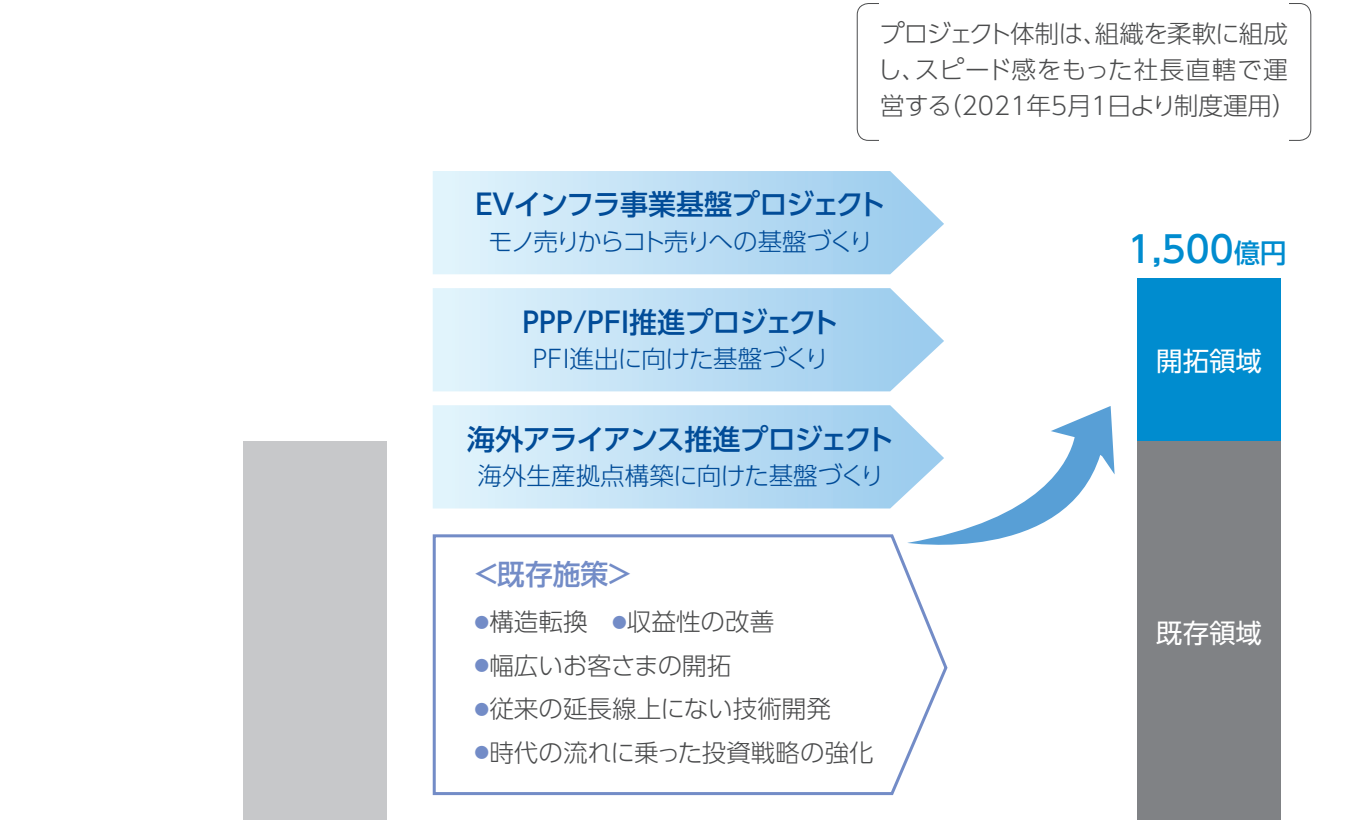 プロジェクト体制は、組織を柔軟に組成
し、スピード感をもった社長直轄で運
営する（2021年5月1日より制度運用）
EVインフラ事業基盤プロジェクト
モノ売りからコト売りへの基盤づくり
PPP/PFI推進プロジェクト
PFI進出に向けた基盤づくり
海外アライアンス推進プロジェクト
海外生産拠点構築に向けた基盤づくり
＜既存施策＞
●構造転換　●収益性の改善
●幅広いお客さまの開拓
●従来の延長線上にない技術開発
●時代の流れに乗った投資戦略の強化
1,500億円
開拓領域
既存領域